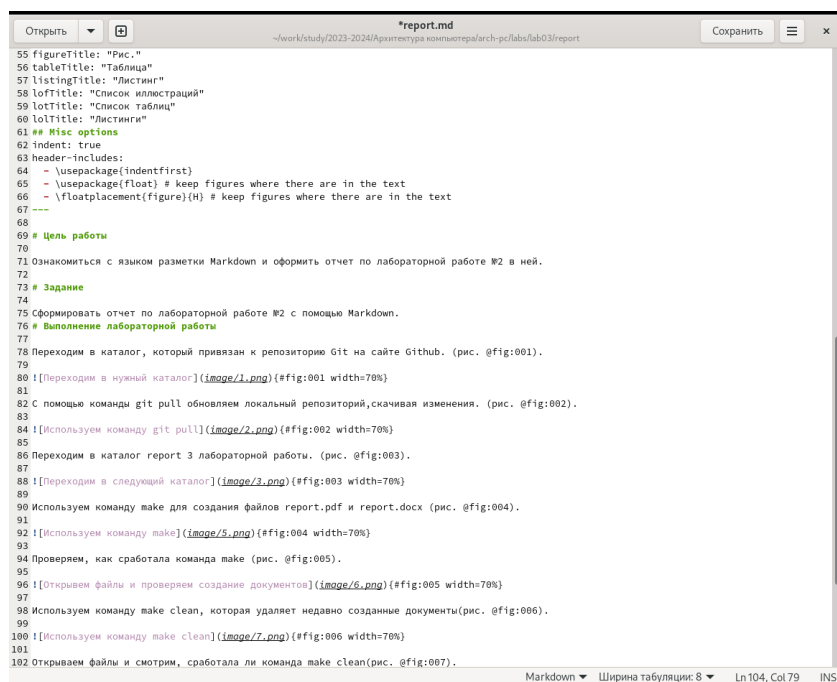 Открыть
*report.md
~/work/study/2023-2024/Архитектура компьютера/arch-pc/labs/lab03/report
Сохранить
55 figureTitle: "Рис."
56 tableTitle: "Таблица"
57 listingTitle: "Листинг"
58 lofTitle: "Список иллюстраций"
59 lotTitle: "Список таблиц"
60 lolTitle: "Листинги"
61 ## Misc options
62 indent: true
63 header-includes:
64   - \usepackage{indentfirst}
65   - \usepackage{float} # keep figures where there are in the text
66   - \floatplacement{figure}{H} # keep figures where there are in the text
67 ---
68
69 # Цель работы
70
71 Ознакомиться с языком разметки Markdown и оформить отчет по лабораторной работе №2 в ней.
72
73 # Задание
74
75 Сформировать отчет по лабораторной работе №2 с помощью Markdown.
76 # Выполнение лабораторной работы
77
78 Переходим в каталог, который привязан к репозиторию Git на сайте Github. (рис. @fig:001).
79
80 ![Переходим в нужный каталог](image/1.png){#fig:001 width=70%}
81
82 С помощью команды git pull обновляем локальный репозиторий,скачивая изменения. (рис. @fig:002).
83
84 ![Используем команду git pull](image/2.png){#fig:002 width=70%}
85
86 Переходим в каталог report 3 лабораторной работы. (рис. @fig:003).
87
88 ![Переходим в следующий каталог](image/3.png){#fig:003 width=70%}
89
90 Используем команду make для создания файлов report.pdf и report.docx (рис. @fig:004).
91
92 ![Используем команду make](image/5.png){#fig:004 width=70%}
93
94 Проверяем, как сработала команда make (рис. @fig:005).
95
96 ![Открывем файлы и проверяем создание документов](image/6.png){#fig:005 width=70%}
97
98 Используем команду make clean, которая удаляет недавно созданные документы(рис. @fig:006).
99
100 ![Используем команду make clean](image/7.png){#fig:006 width=70%}
101
102 Открываем файлы и смотрим, сработала ли команда make clean(рис. @fig:007).
Markdown Ширина табуляции: 8 Ln 104, Col 79 INS